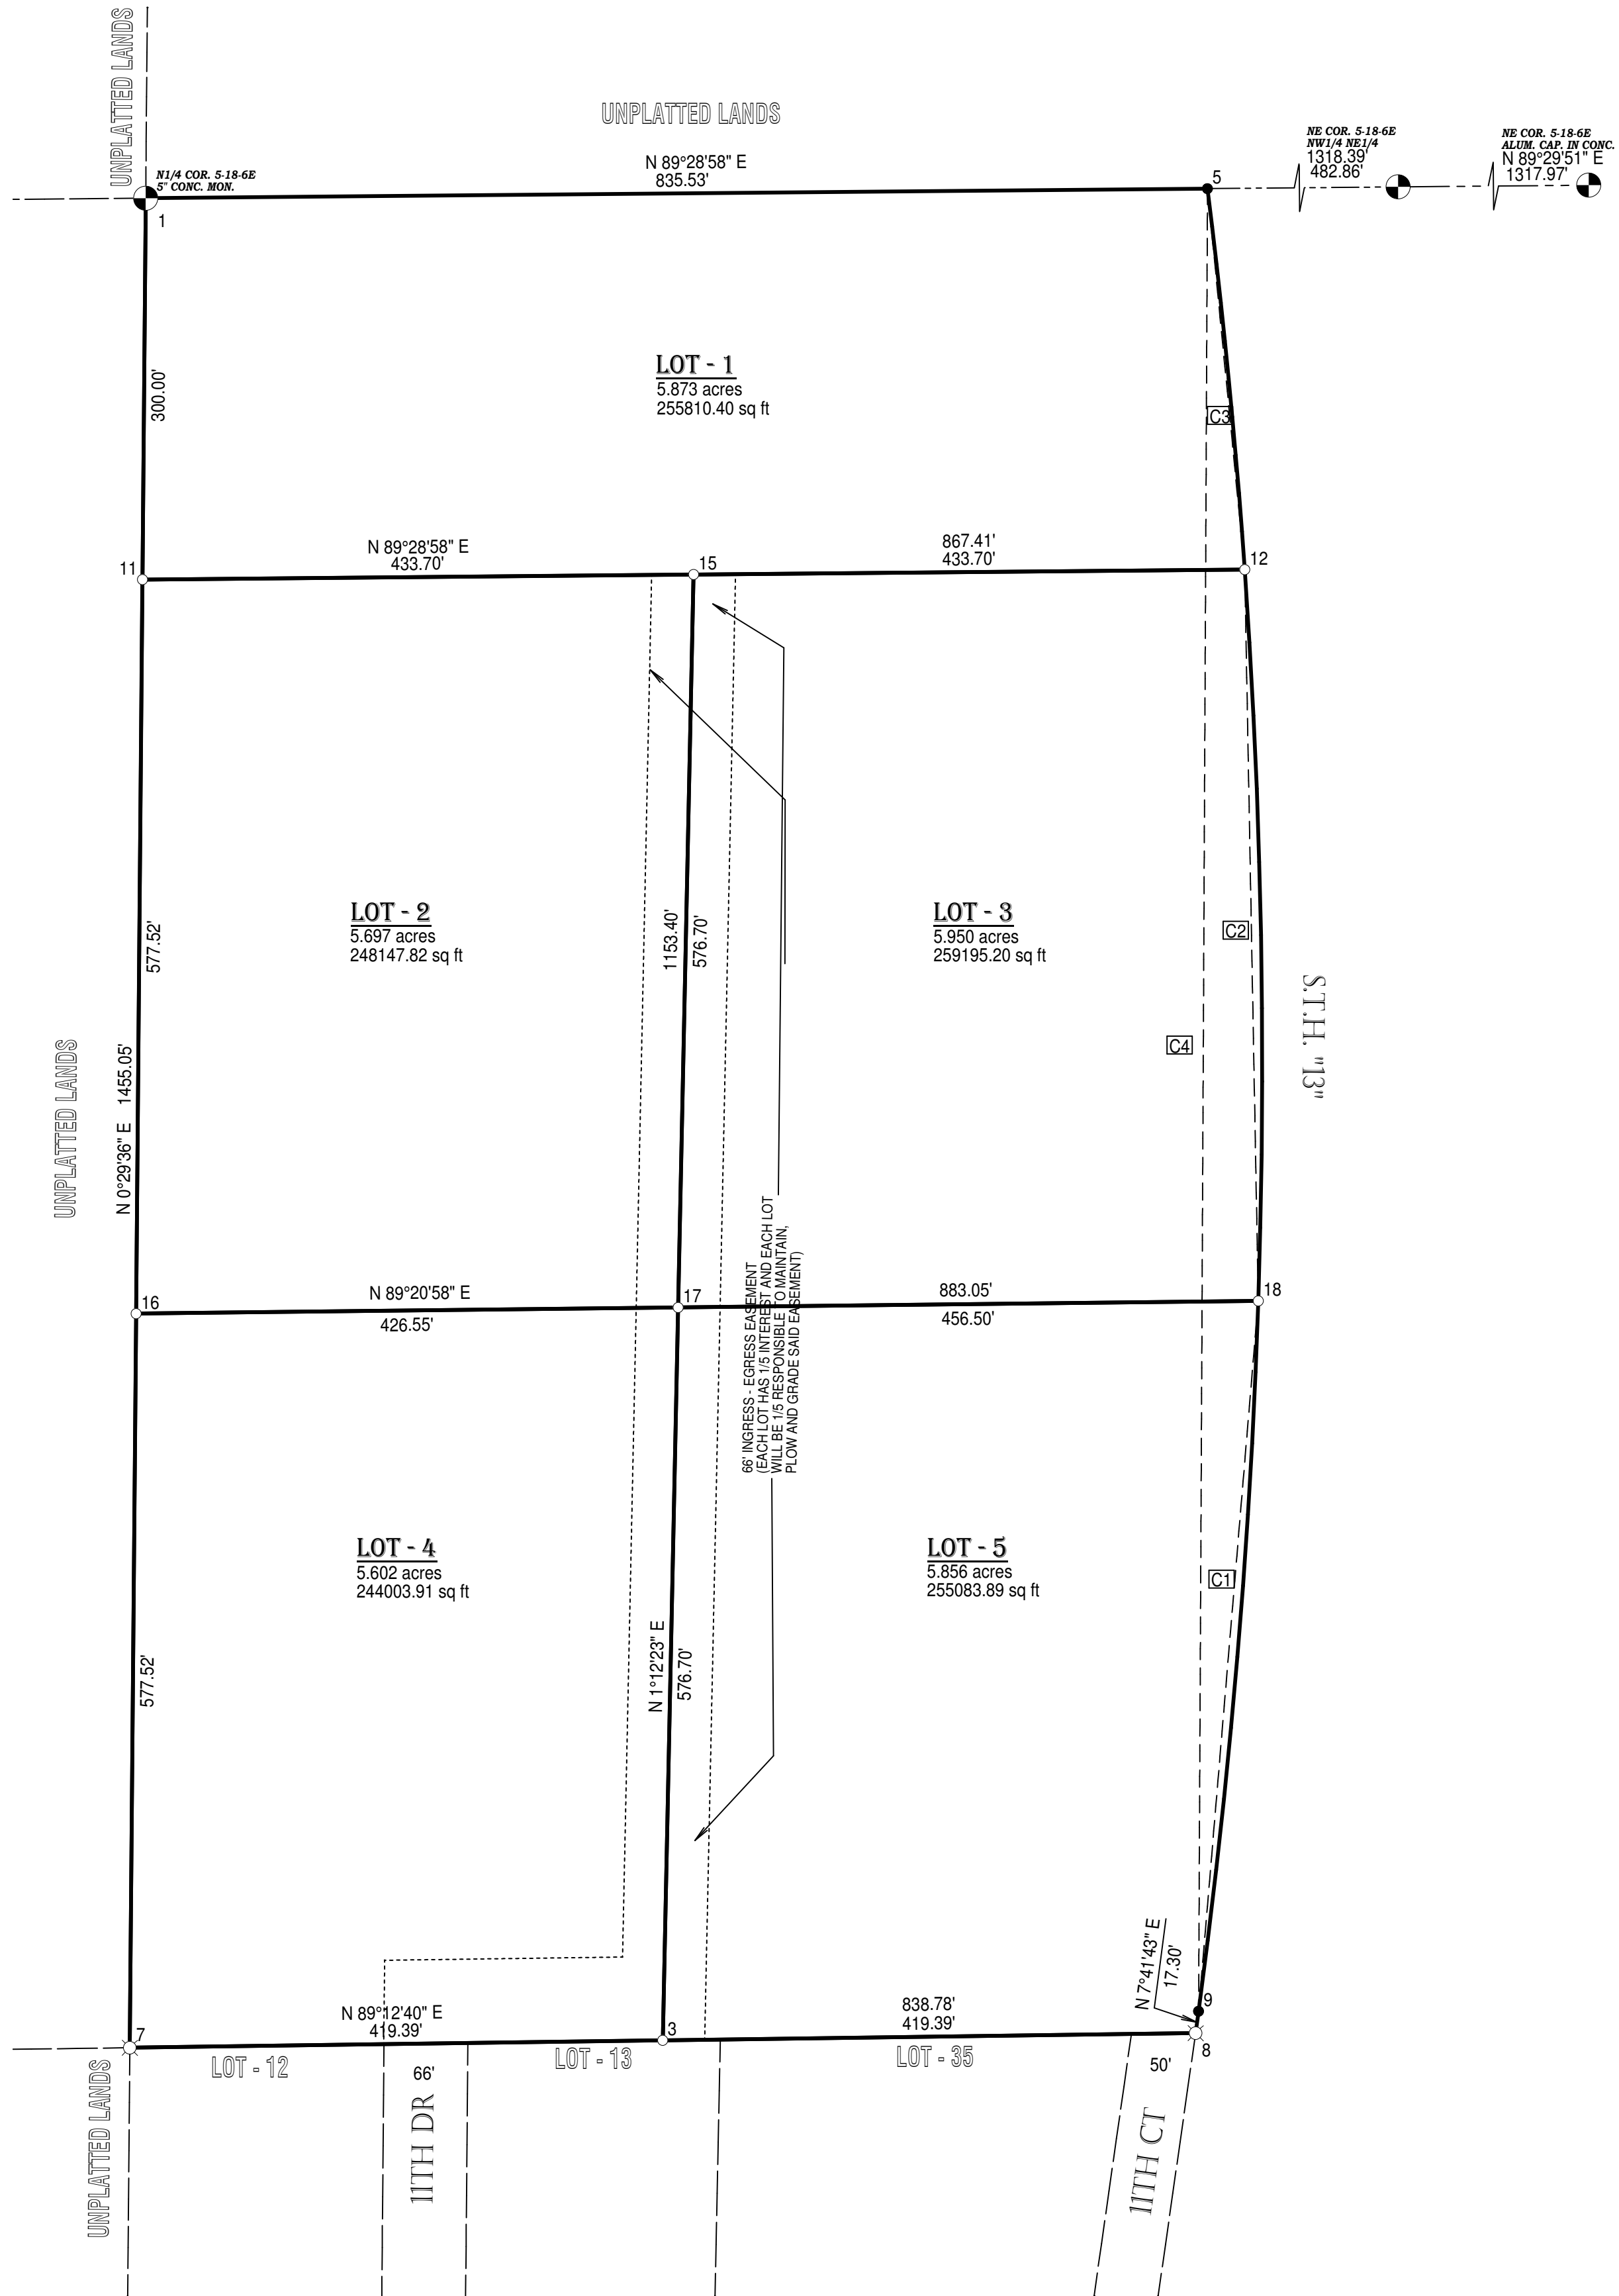 UNPLATTED LANDS
UNPLATTED LANDS
N 89°28'58" E
835.53'
N1/4 COR. 5-18-6E
5" CONC. MON.
1
5
NE COR. 5-18-6E
NW1/4 NE1/4
1318.39'
482.86'
NE COR. 5-18-6E
ALUM. CAP. IN CONC.
N 89°29'51" E
1317.97'
300.00'
LOT - 1
5.873 acres
255810.40 sq ft
C3
11
N 89°28'58" E
433.70'
15
867.41'
433.70'
12
577.52'
LOT - 2
5.697 acres
248147.82 sq ft
1153.40'
576.70'
LOT - 3
5.950 acres
259195.20 sq ft
C2
C4
S.T.H. "13"
UNPLATTED LANDS
N 0°29'36" E 1455.05'
16
N 89°20'58" E
426.55'
17
883.05'
456.50'
18
66' INGRESS - EGRESS EASEMENT
(EACH LOT HAS 1/5 INTEREST AND EACH LOT
WILL BE 1/5 RESPONSIBLE TO MAINTAIN,
PLOW AND GRADE SAID EASEMENT)
LOT - 4
5.602 acres
244003.91 sq ft
577.52'
N 1°12'23" E
576.70'
LOT - 5
5.856 acres
255083.89 sq ft
C1
N 7°41'43" E
17.30'
9
7
N 89°12'40" E
419.39'
3
838.78'
419.39'
8
UNPLATTED LANDS
LOT - 12
66'
11TH DR
LOT - 13
LOT - 35
50'
11TH CT